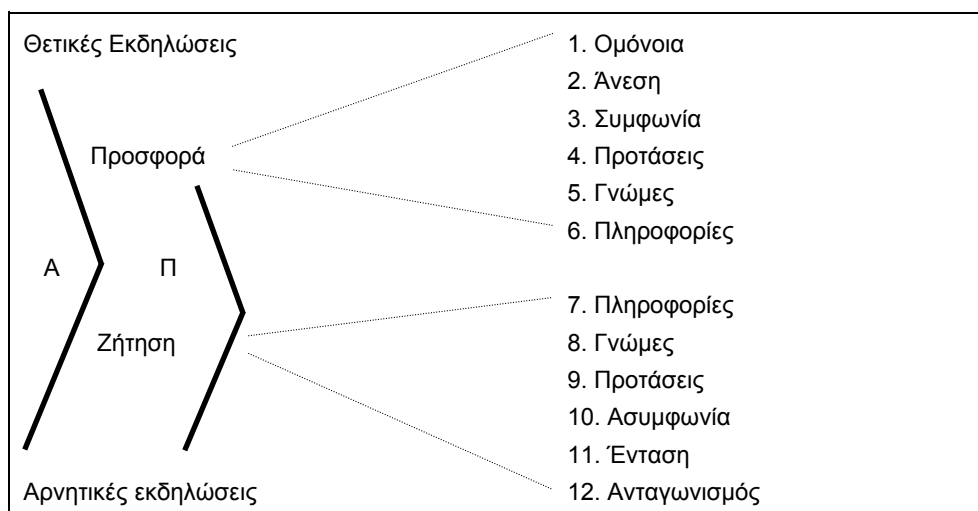 Θετικές Εκδηλώσεις
Προσφορά
Α
Π
Ζήτηση
Αρνητικές εκδηλώσεις
1. Ομόνοια
2. Άνεση
3. Συμφωνία
4. Προτάσεις
5. Γνώμες
6. Πληροφορίες
7. Πληροφορίες
8. Γνώμες
9. Προτάσεις
10. Ασυμφωνία
11. Ένταση
12. Ανταγωνισμός